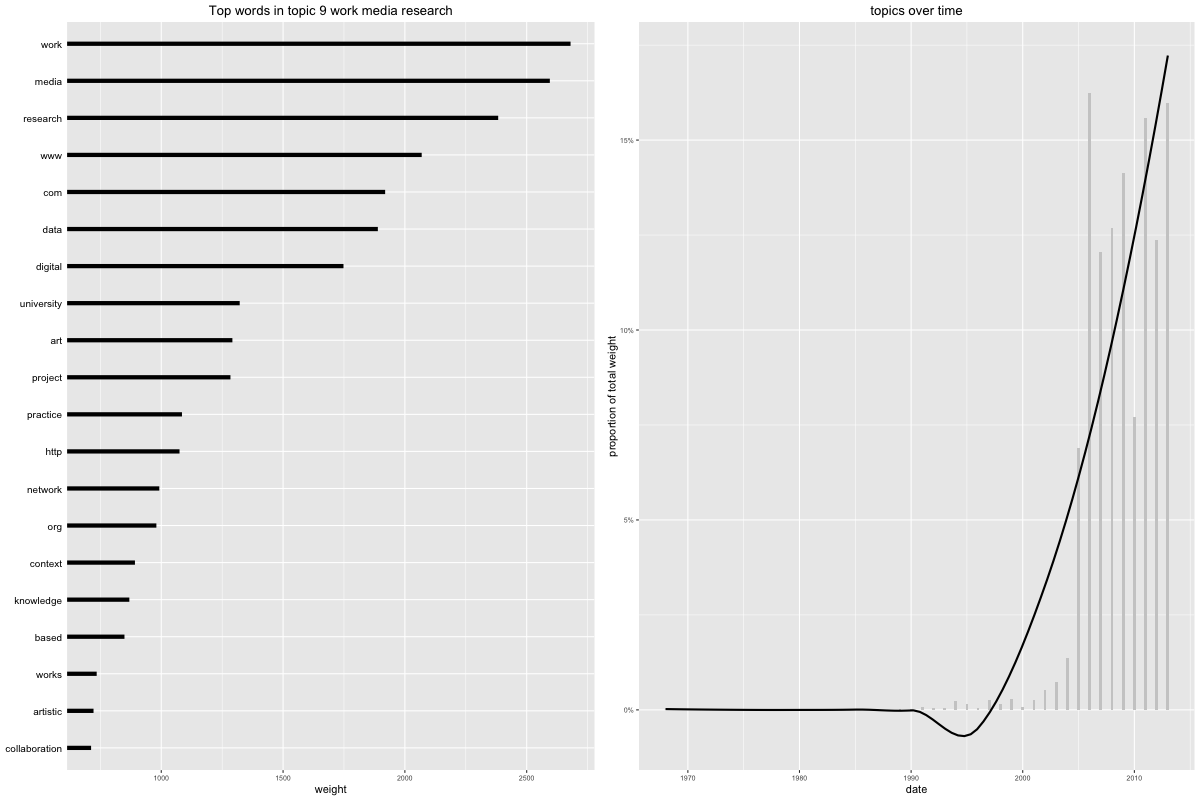 Top words in topic 9 work media research
work
media
research
www
com
data
digital
university
art
project
practice
http
network
org
context
knowledge
based
works
artistic
collaboration
1000 1500 2000 2500
weight
topics over time
proportion of total weight
15%
10%
5%
0%
1970 1980 1990 2000 2010
date